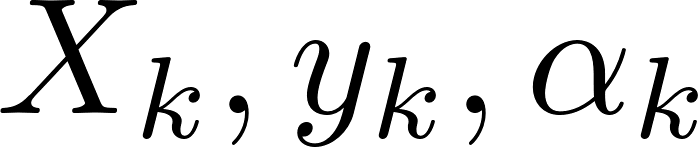 X_k, y_k, α_k